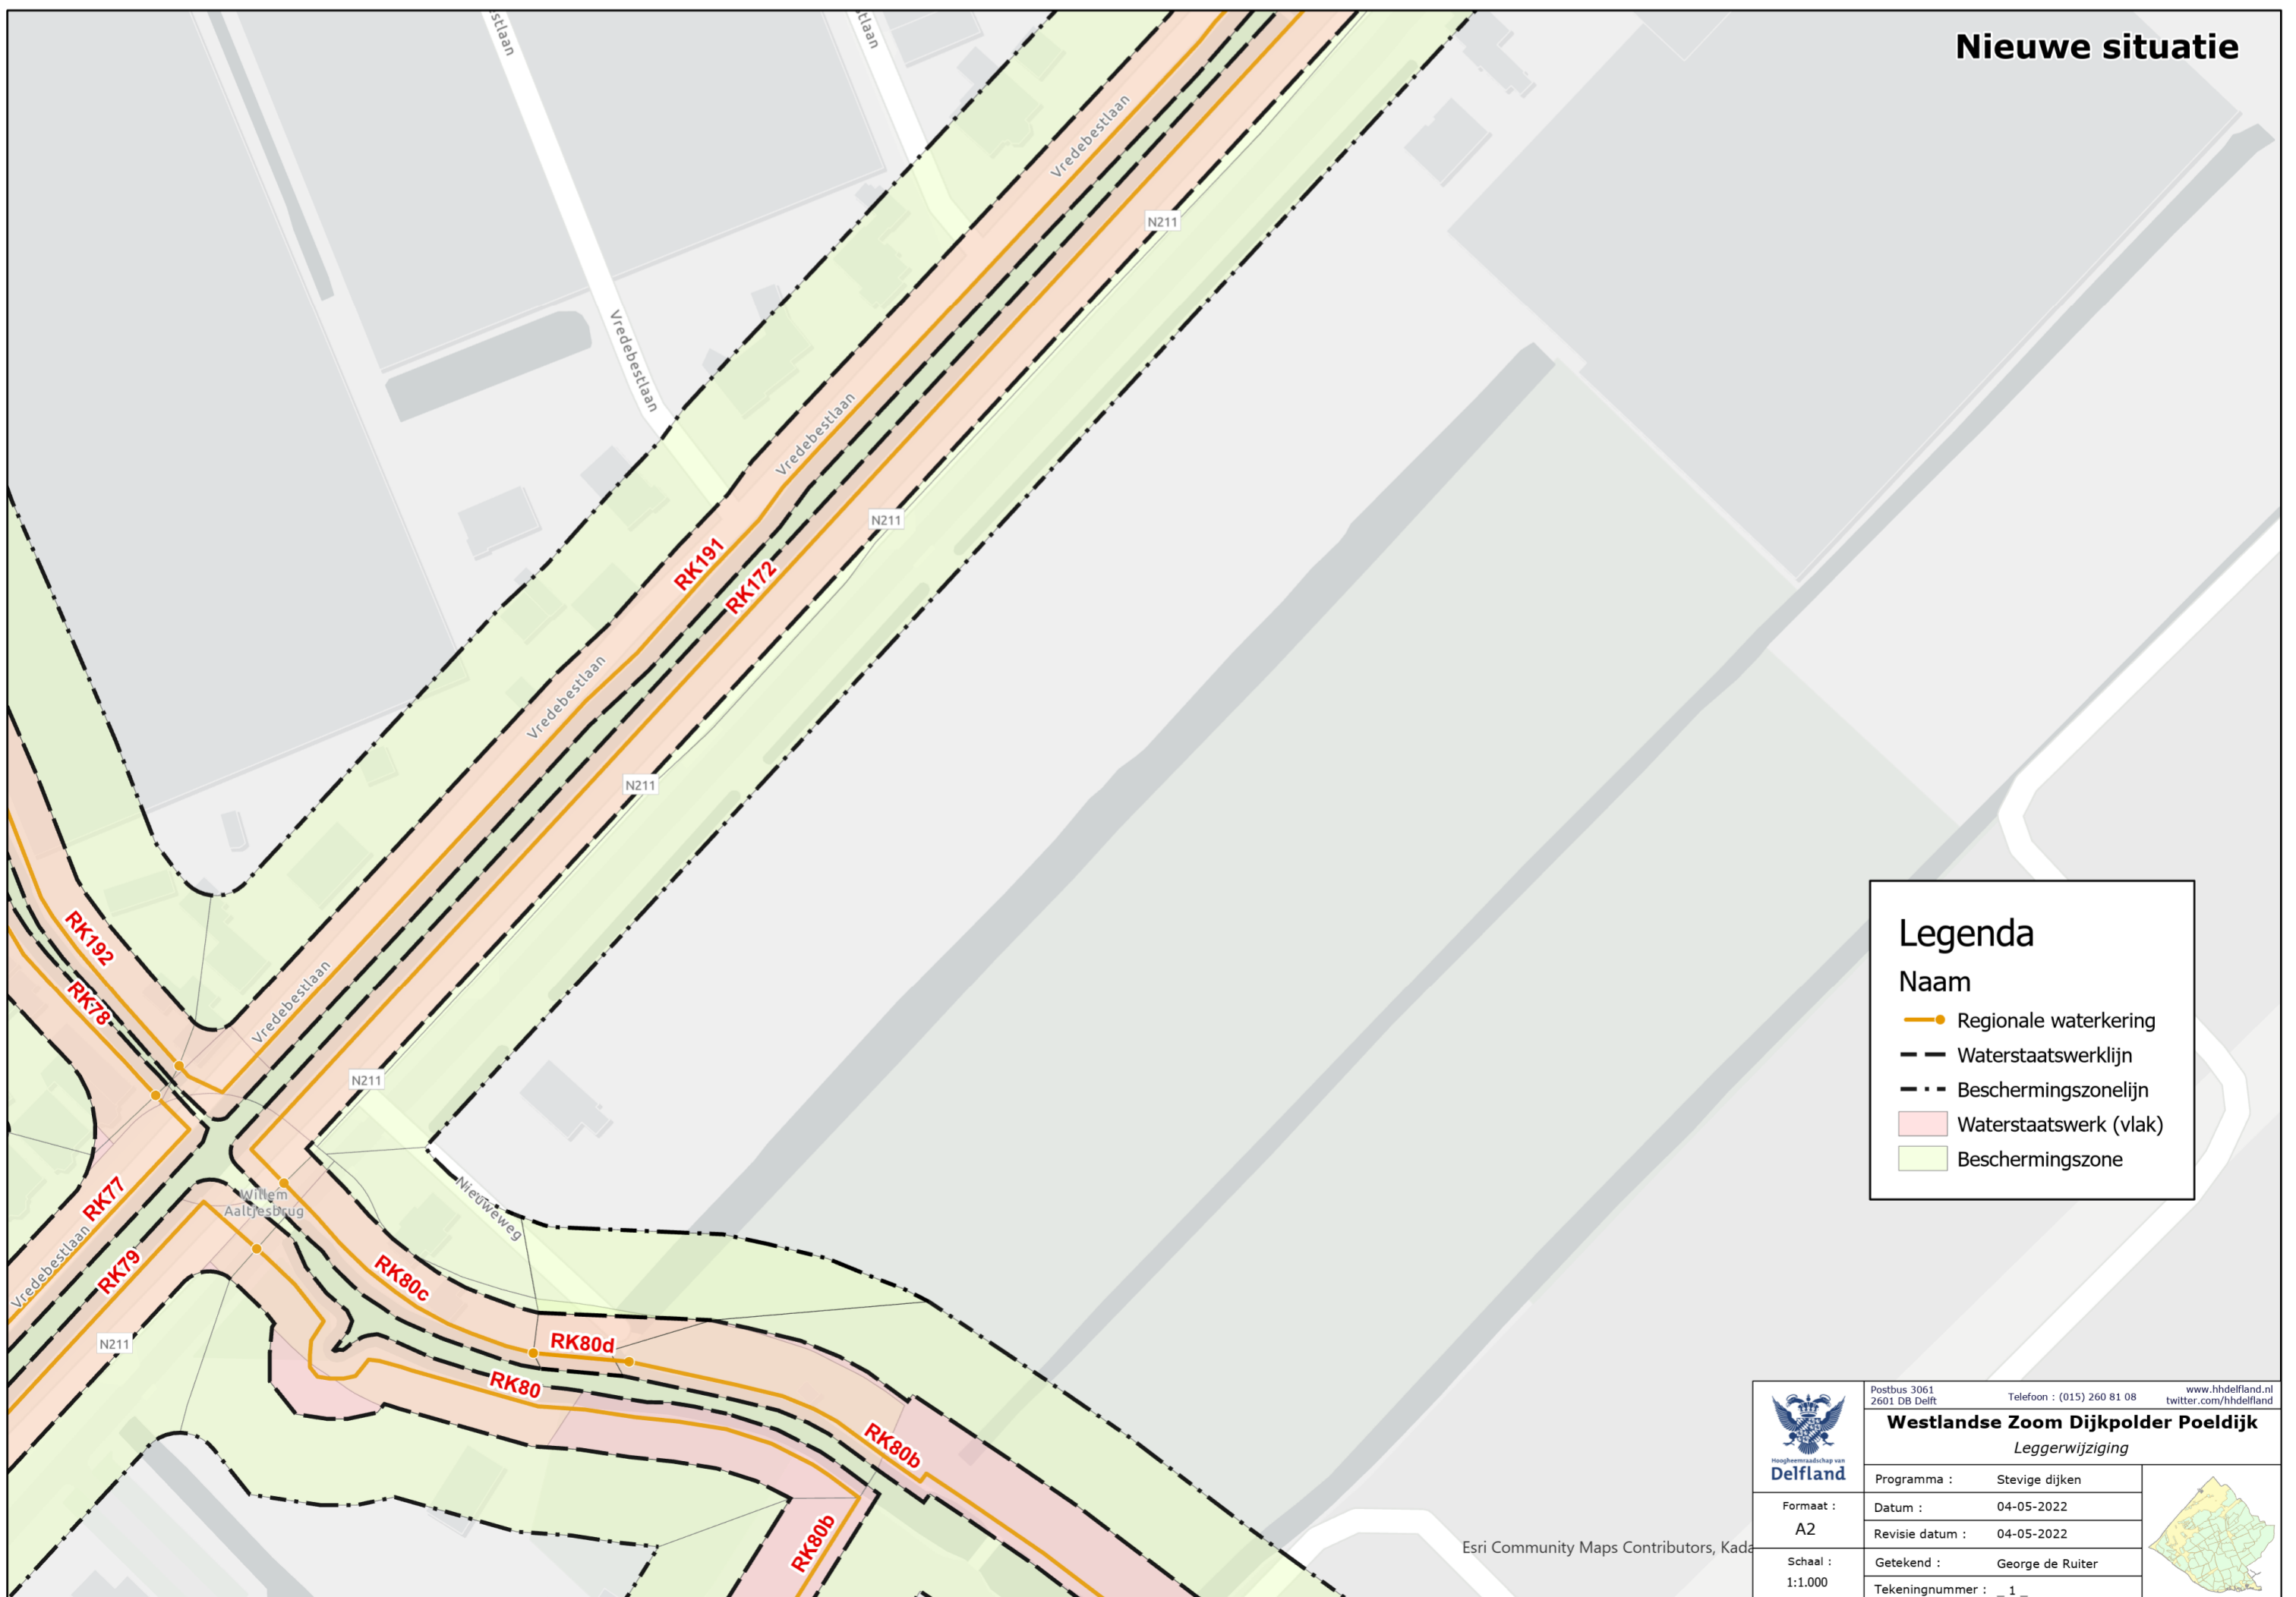 Nieuwe situatie
stlaan
tlaan
Vredebestlaan
N211
Vredebestlaan
Vredebestlaan
N211
RK191
RK172
Vredebestlaan
N211
RK192
RK78
Vredebestlaan
N211
RK77
Willem
Aaltjesbrug
Nieuweweg
Vredebestlaan
RK79
RK80c
N211
RK80d
RK80
RK80b
RK80b
Legenda
Naam
Regionale waterkering
Waterstaatswerklijn
Beschermingszonelijn
Waterstaatswerk (vlak)
Beschermingszone
Esri Community Maps Contributors, Kada
Hoogheemraadschap van
Delfland
Postbus 3061
2601 DB Delft
Telefoon : (015) 260 81 08
www.hhdelfland.nl
twitter.com/hhdelfland
Westlandse Zoom Dijkpolder Poeldijk
Leggerwijziging
Programma : Stevige dijken
Formaat :
A2
Datum : 04-05-2022
Revisie datum : 04-05-2022
Schaal :
1:1.000
Getekend : George de Ruiter
Tekeningnummer : _ 1 _